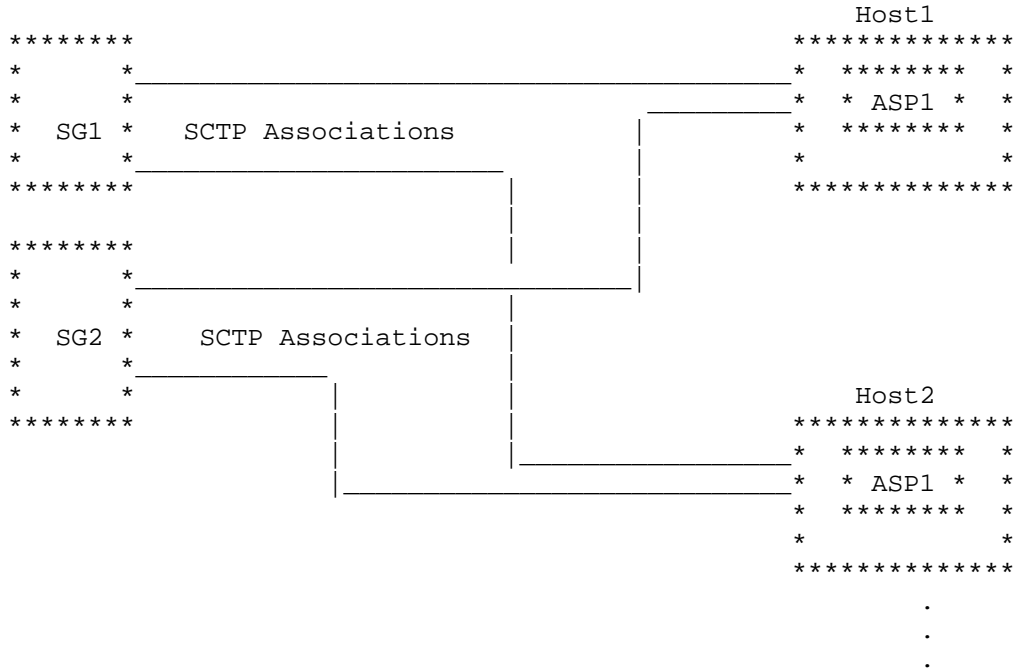 Host1
ASP1
SG1 SCTP Associations
SG2 SCTP Associations
Host2
ASP1